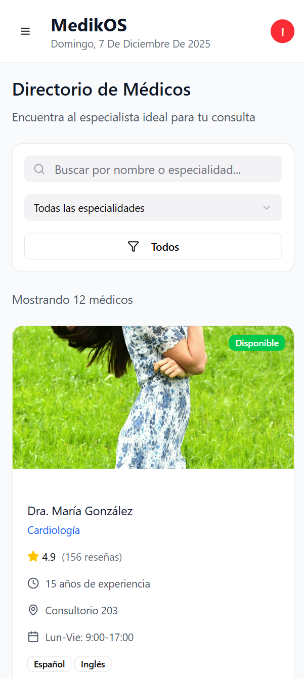 MedikOS
Domingo, 7 De Diciembre De 2025
!
Directorio de Médicos
Encuentra al especialista ideal para tu consulta
Buscar por nombre o especialidad...
Todas las especialidades
Todos
Mostrando 12 médicos
Disponible
Dra. María González
Cardiología
4.9 (156 reseñas)
15 años de experiencia
Consultorio 203
Lun-Vie: 9:00-17:00
Español Inglés